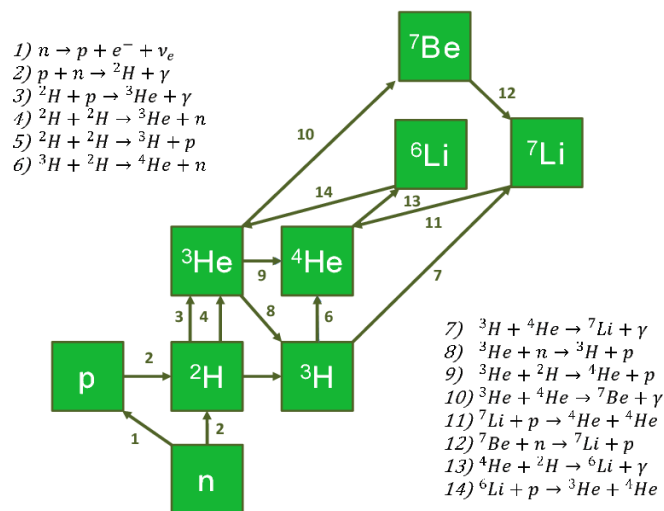 1) n → p + e⁻ + νₑ
2) p + n → ²H + γ
3) ²H + p → ³He + γ
4) ²H + ²H → ³He + n
5) ²H + ²H → ³H + p
6) ³H + ²H → ⁴He + n
⁷Be
12
10
⁶Li
⁷Li
14
13
11
³He
9
⁴He
7
3
4
8
6
p
2
²H
³H
1
2
n
7) ³H + ⁴He → ⁷Li + γ
8) ³He + n → ³H + p
9) ³He + ²H → ⁴He + p
10) ³He + ⁴He → ⁷Be + γ
11) ⁷Li + p → ⁴He + ⁴He
12) ⁷Be + n → ⁷Li + p
13) ⁴He + ²H → ⁶Li + γ
14) ⁶Li + p → ³He + ⁴He